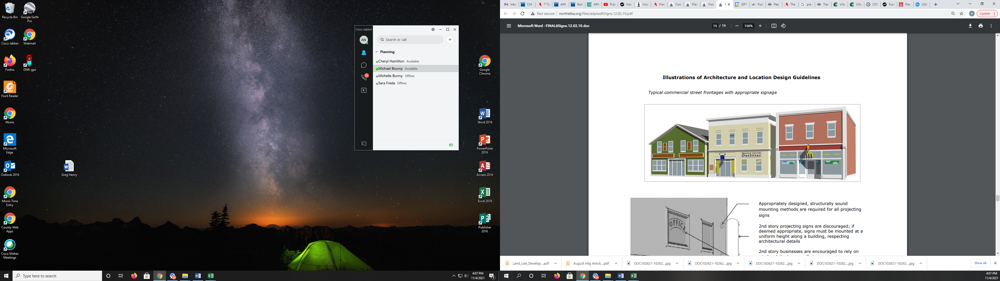 Recycle Bin
Google Earth
Pro
Cisco Jabber
Webmail
Firefox
DNR-gps
Foxit Reader
Munis
Microsoft
Edge
Outlook 2016
Greg Henry
Munis Time
Entry
County Web
Apps
Cisco Webex
Meetings
Cisco Jabber
AN
Search or call
Planning
Cheryl Hamilton Available
Michael Bourcy Available
Michelle Bunny Offline
Sara Freda Offline
24
4
Google
Chrome
Word 2016
PowerPoint
2016
Access 2016
Excel 2016
Publisher
2016
Type here to search
24
4:07 PM
11/4/2021
1
Inbo CM 7 Ti APA Red APA Pub Hoc Hoc Pres Cod Plan Hist JEFF Puci Pee The pre Tran Villa Villa COV Pure Pre- USA
Not secure northelba.org/files/adpted6Signs.12.02.10.pdf
A
Update
Microsoft Word - FINAL6Signs.12.02.10.doc
15 / 19
150%
Illustrations of Architecture and Location Design Guidelines
Typical commercial street frontages with appropriate signage
Mountain and Lake
Outfitter
FOOD • FOOD
FOOD • FOOD
OFFICE
Appropriately designed, structurally sound
mounting methods are required for all projecting
signs
2nd story projecting signs are discouraged; if
deemed appropriate, signs must be mounted at a
uniform height along a building, respecting
architectural details
2nd story businesses are encouraged to rely on
Land_Use_Develop....pdf
August mtg minut....pdf
DOC102621-10262....jpg
DOC102621-10262....jpg
DOC102621-10262....jpg
DOC102621-10262....jpg
DOC102621-10262....jpg
Show all
24
4:07 PM
11/4/2021